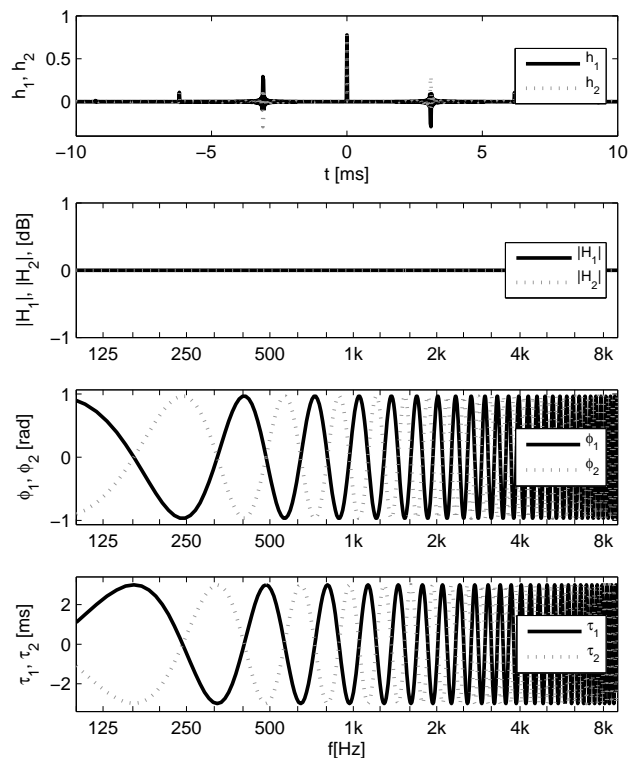 1
0.5
0
h₁, h₂
−10
−5
0
5
10
t [ms]
h₁
h₂
1
0
−1
|H₁|, |H₂|, [dB]
125
250
500
1k
2k
4k
8k
|H₁|
|H₂|
1
0
−1
ϕ₁, ϕ₂ [rad]
125
250
500
1k
2k
4k
8k
ϕ₁
ϕ₂
2
0
−2
τ₁, τ₂ [ms]
125
250
500
1k
2k
4k
8k
f[Hz]
τ₁
τ₂